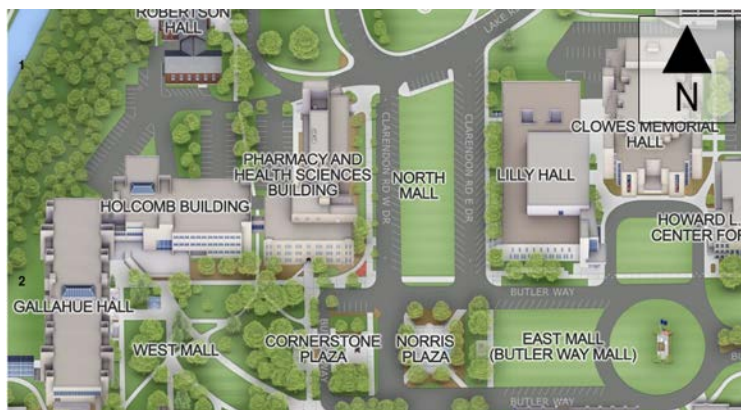 ROBERTSON
HALL
1
N
CLOWES MEMORIAL
HALL
PHARMACY AND
HEALTH SCIENCES
BUILDING
CLARENDON RD W DR
NORTH
MALL
CLARENDON RD E DR
LILLY HALL
HOLCOMB BUILDING
HOWARD L.
CENTER FOR
2
GALLAHUE HALL
BUTLER WAY
WEST MALL
CORNERSTONE
PLAZA
NORRIS
PLAZA
EAST MALL
(BUTLER WAY MALL)
BUTLER WAY